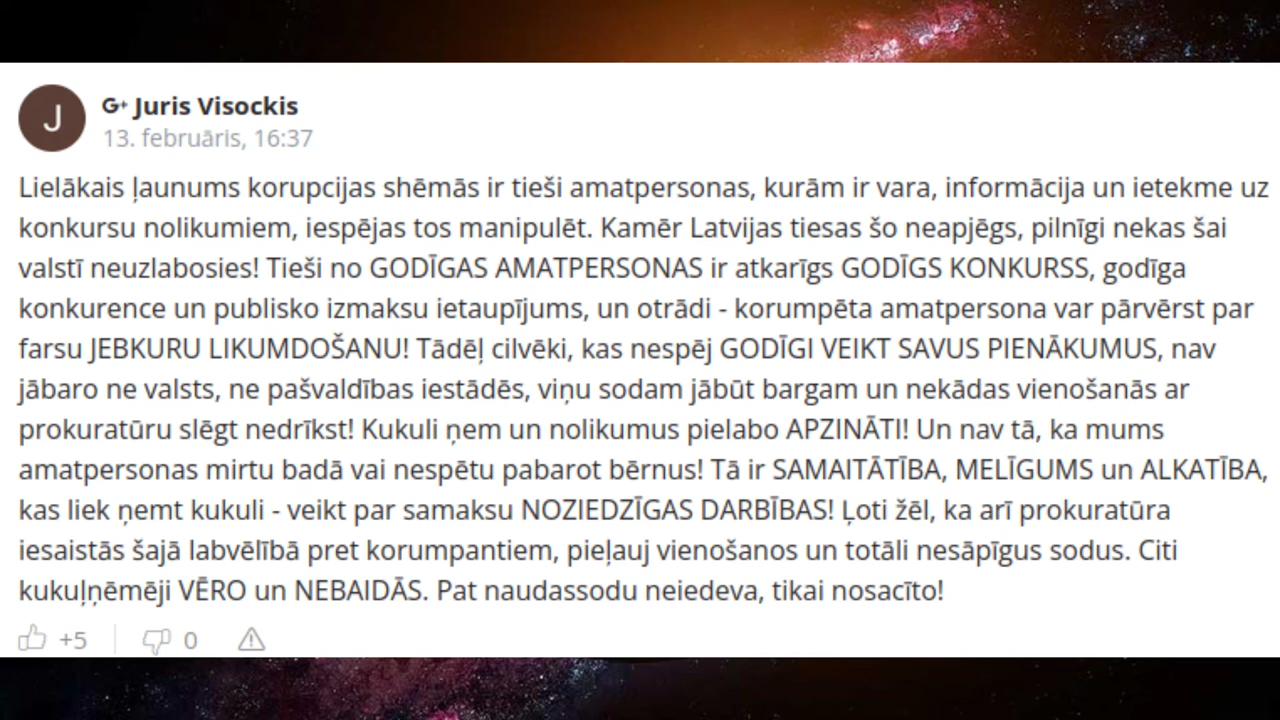 J
G+ Juris Visockis
13. februāris, 16:37
Lielākais ļaunums korupcijas shēmās ir tieši amatpersonas, kurām ir vara, informācija un ietekme uz
konkursu nolikumiem, iespējas tos manipulēt. Kamēr Latvijas tiesas šo neapjēgs, pilnīgi nekas šai
valstī neuzlabosies! Tieši no GODĪGAS AMATPERSONAS ir atkarīgs GODĪGS KONKURSS, godīga
konkurence un publisko izmaksu ietaupījums, un otrādi - korumpēta amatpersona var pārvērst par
farsu JEBKURU LIKUMDOŠANU! Tādēļ cilvēki, kas nespēj GODĪGI VEIKT SAVUS PIENĀKUMUS, nav
jābaro ne valsts, ne pašvaldības iestādēs, viņu sodam jābūt bargam un nekādas vienošanās ar
prokuratūru slēgt nedrīkst! Kukuli ņem un nolikumus pielabo APZINĀTI! Un nav tā, ka mums
amatpersonas mirtu badā vai nespētu pabarot bērnus! Tā ir SAMAITĀTĪBA, MELĪGUMS un ALKATĪBA,
kas liek ņemt kukuli - veikt par samaksu NOZIEDZĪGAS DARBĪBAS! Ļoti žēl, ka arī prokuratūra
iesaistās šajā labvēlībā pret korumpantiem, pieļauj vienošanos un totāli nesāpīgus sodus. Citi
kukuļņēmēji VĒRO un NEBAIDĀS. Pat naudassodu neiedeva, tikai nosacīto!
+5 0